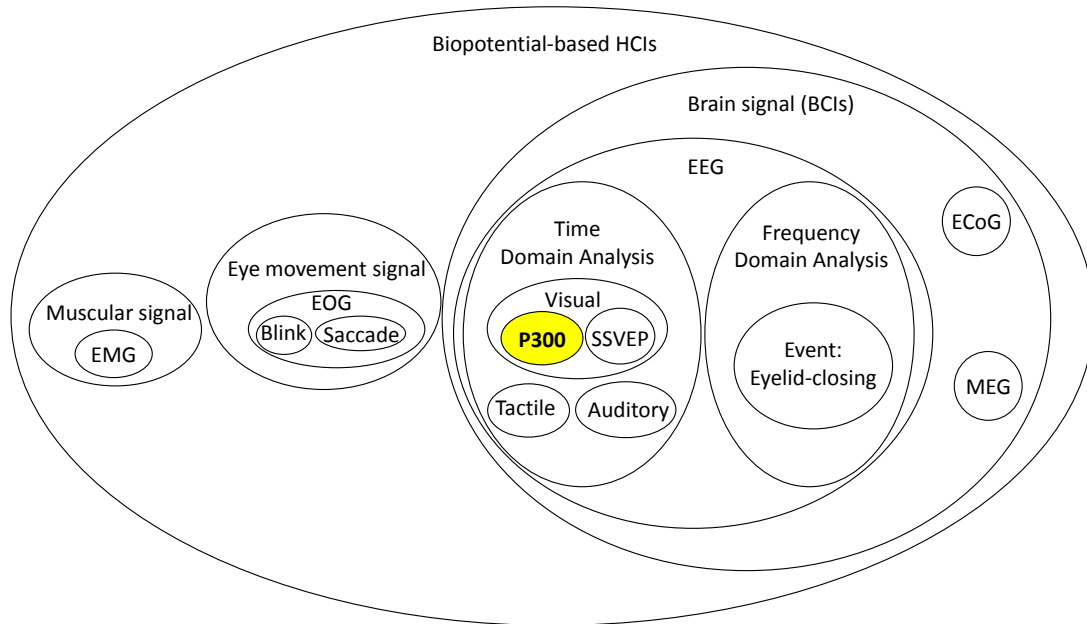 Biopotential-based HCIs
Brain signal (BCIs)
EEG
ECoG
Time
Domain Analysis
Frequency
Domain Analysis
Eye movement signal
EOG
Blink
Saccade
Muscular signal
EMG
Visual
P300
SSVEP
Tactile
Auditory
Event:
Eyelid-closing
MEG